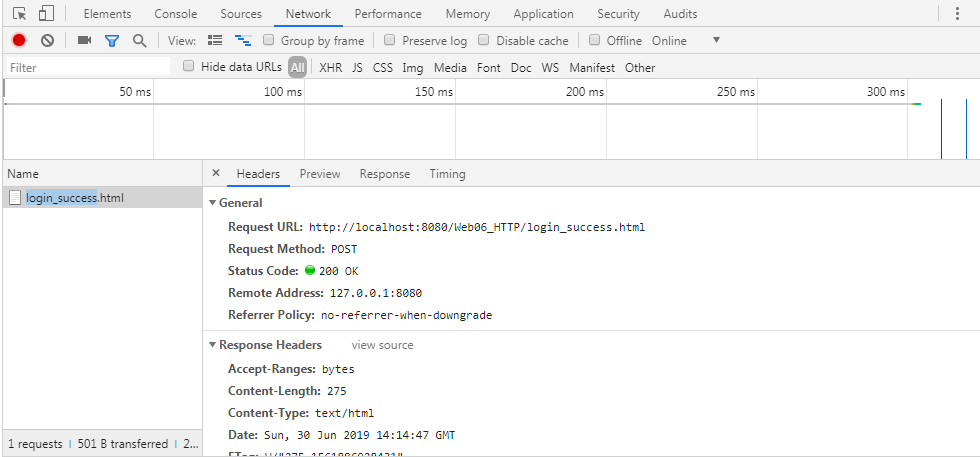 Elements Console Sources Network Performance Memory Application Security Audits
View: Group by frame Preserve log Disable cache Offline Online
Filter Hide data URLs All XHR JS CSS Img Media Font Doc WS Manifest Other
50 ms 100 ms 150 ms 200 ms 250 ms 300 ms
Name × Headers Preview Response Timing
login_success.html
General
Request URL: http://localhost:8080/Web06_HTTP/login_success.html
Request Method: POST
Status Code: 200 OK
Remote Address: 127.0.0.1:8080
Referrer Policy: no-referrer-when-downgrade
Response Headers view source
Accept-Ranges: bytes
Content-Length: 275
Content-Type: text/html
Date: Sun, 30 Jun 2019 14:14:47 GMT
1 requests 501 B transferred 2...
ETag: